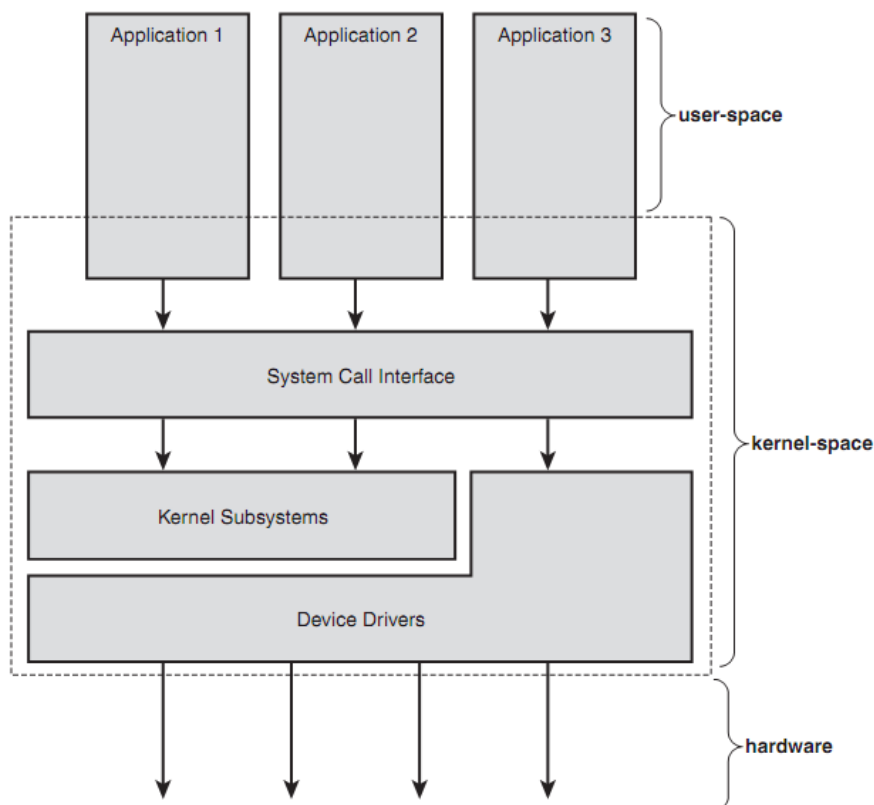 Application 1
Application 2
Application 3
user-space
System Call Interface
kernel-space
Kernel Subsystems
Device Drivers
hardware